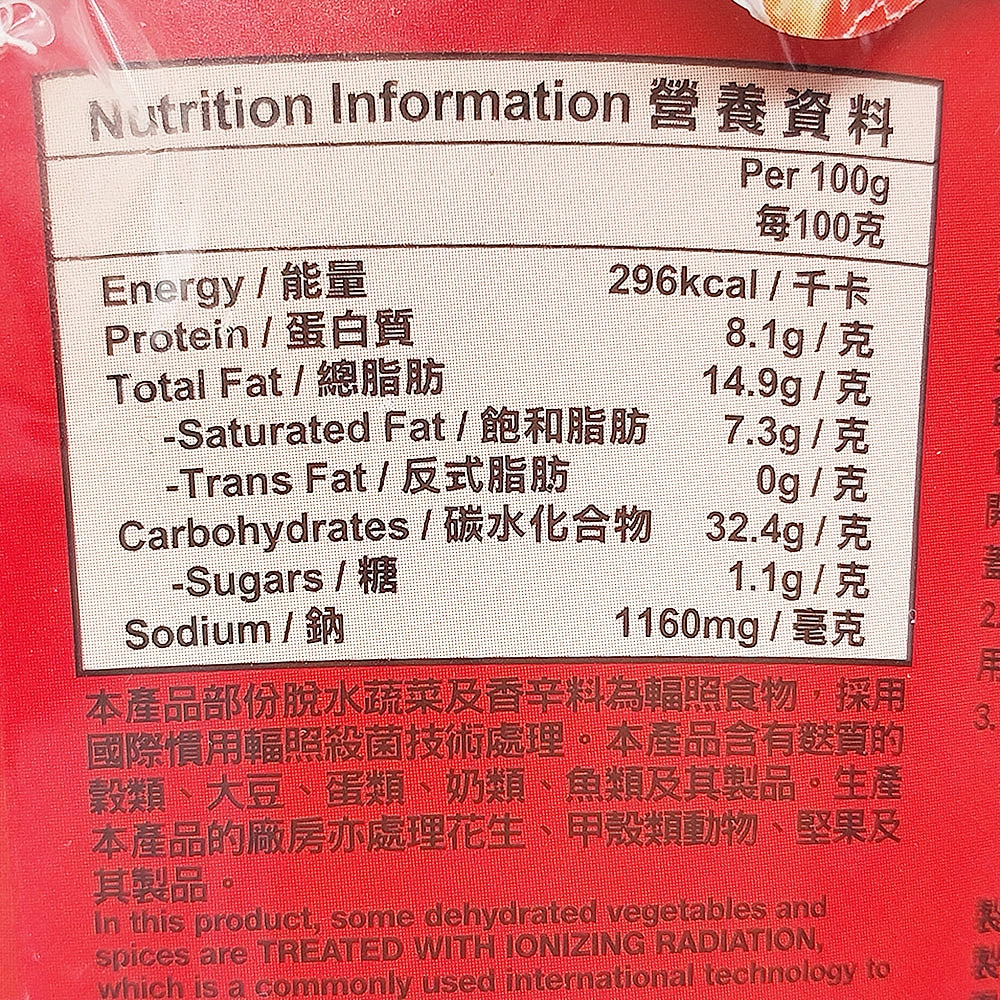 Nutrition Information 營養資料
Per 100g
每100克
Energy / 能量 296kcal / 千卡
Protein / 蛋白質 8.1g / 克
Total Fat / 總脂肪 14.9g / 克
-Saturated Fat / 飽和脂肪 7.3g / 克
-Trans Fat / 反式脂肪 0g / 克
Carbohydrates / 碳水化合物 32.4g / 克
-Sugars / 糖 1.1g / 克
Sodium / 鈉 1160mg / 毫克
本產品部份脫水蔬菜及香辛料為輻照食物，採用
國際慣用輻照殺菌技術處理。本產品含有麩質的
穀類、大豆、蛋類、奶類、魚類及其製品。生產
本產品的廠房亦處理花生、甲殼類動物、堅果及
其製品。
In this product, some dehydrated vegetables and
spices are TREATED WITH IONIZING RADIATION,
which is a commonly used international technology to
蓋
2
用
3.